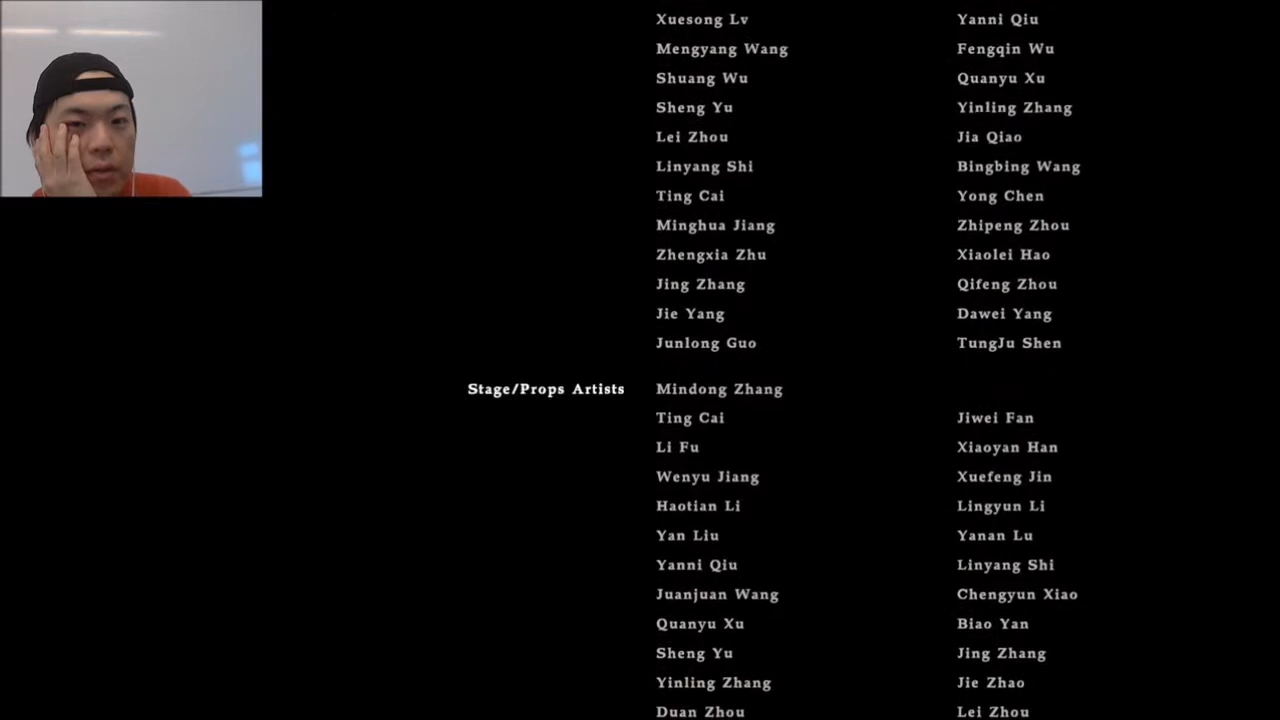 Xuesong Lv Yanni Qiu
Mengyang Wang Fengqin Wu
Shuang Wu Quanyu Xu
Sheng Yu Yinling Zhang
Lei Zhou Jia Qiao
Linyang Shi Bingbing Wang
Ting Cai Yong Chen
Minghua Jiang Zhipeng Zhou
Zhengxia Zhu Xiaolei Hao
Jing Zhang Qifeng Zhou
Jie Yang Dawei Yang
Junlong Guo TungJu Shen
Stage/Props Artists Mindong Zhang
Ting Cai Jiwei Fan
Li Fu Xiaoyan Han
Wenyu Jiang Xuefeng Jin
Haotian Li Lingyun Li
Yan Liu Yanan Lu
Yanni Qiu Linyang Shi
Juanjuan Wang Chengyun Xiao
Quanyu Xu Biao Yan
Sheng Yu Jing Zhang
Yinling Zhang Jie Zhao
Duan Zhou Lei Zhou